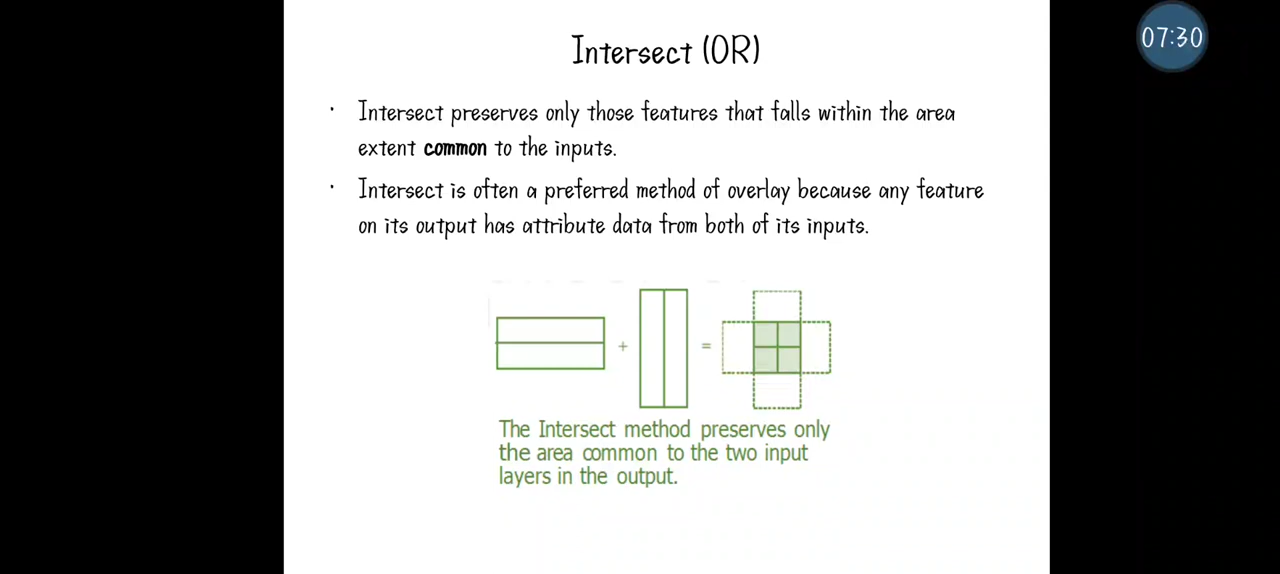 07:30
Intersect (OR)
· Intersect preserves only those features that falls within the area
extent common to the inputs.
· Intersect is often a preferred method of overlay because any feature
on its output has attribute data from both of its inputs.
+ =
The Intersect method preserves only
the area common to the two input
layers in the output.